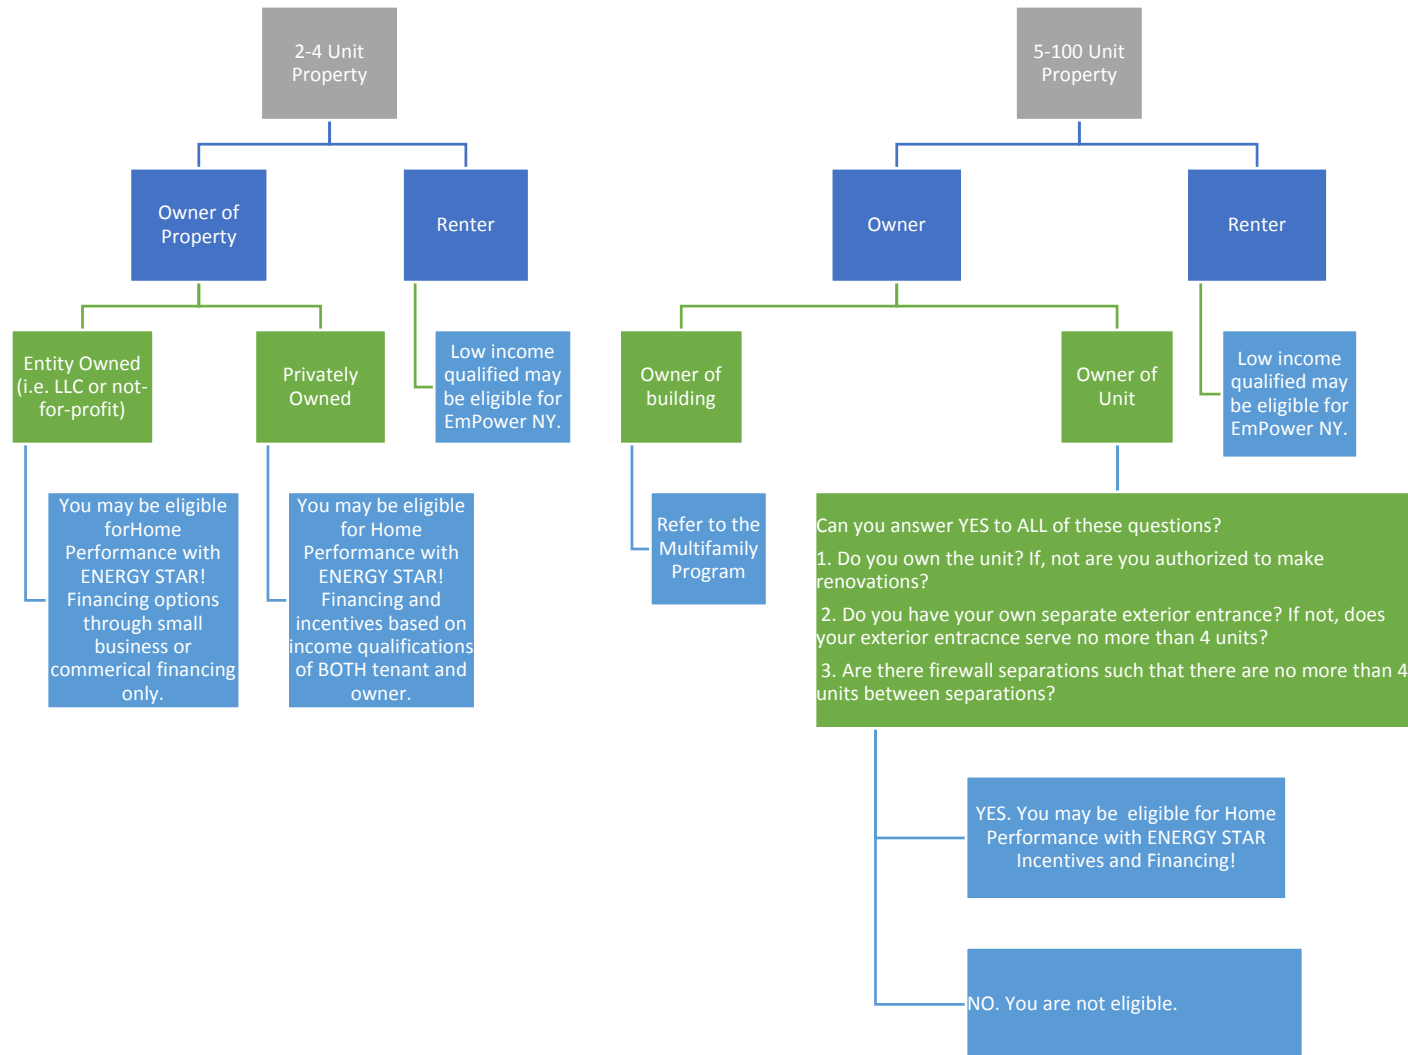 2-4 Unit
Property
Owner of
Property
Renter
Entity Owned
(i.e. LLC or not-
for-profit)
Privately
Owned
Low income
qualified may
be eligible for
EmPower NY.
You may be eligible
forHome
Performance with
ENERGY STAR!
Financing options
through small
business or
commerical financing
only.
You may be eligible
for Home
Performance with
ENERGY STAR!
Financing and
incentives based on
income qualifications
of BOTH tenant and
owner.
5-100 Unit
Property
Owner
Renter
Owner of
building
Owner of
Unit
Low income
qualified may
be eligible for
EmPower NY.
Refer to the
Multifamily
Program
Can you answer YES to ALL of these questions?
1. Do you own the unit? If, not are you authorized to make
renovations?
2. Do you have your own separate exterior entrance? If not, does
your exterior entracnce serve no more than 4 units?
3. Are there firewall separations such that there are no more than 4
units between separations?
YES. You may be  eligible for Home
Performance with ENERGY STAR
Incentives and Financing!
NO. You are not eligible.